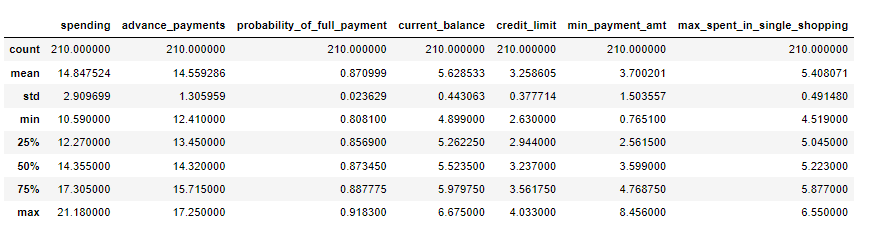 spending advance_payments probability_of_full_payment current_balance credit_limit min_payment_amt max_spent_in_single_shopping
count 210.000000 210.000000 210.000000 210.000000 210.000000 210.000000 210.000000
mean 14.847524 14.559286 0.870999 5.628533 3.258605 3.700201 5.408071
std 2.909699 1.305959 0.023629 0.443063 0.377714 1.503557 0.491480
min 10.590000 12.410000 0.808100 4.899000 2.630000 0.765100 4.519000
25% 12.270000 13.450000 0.856900 5.262250 2.944000 2.561500 5.045000
50% 14.355000 14.320000 0.873450 5.523500 3.237000 3.599000 5.223000
75% 17.305000 15.715000 0.887775 5.979750 3.561750 4.768750 5.877000
max 21.180000 17.250000 0.918300 6.675000 4.033000 8.456000 6.550000